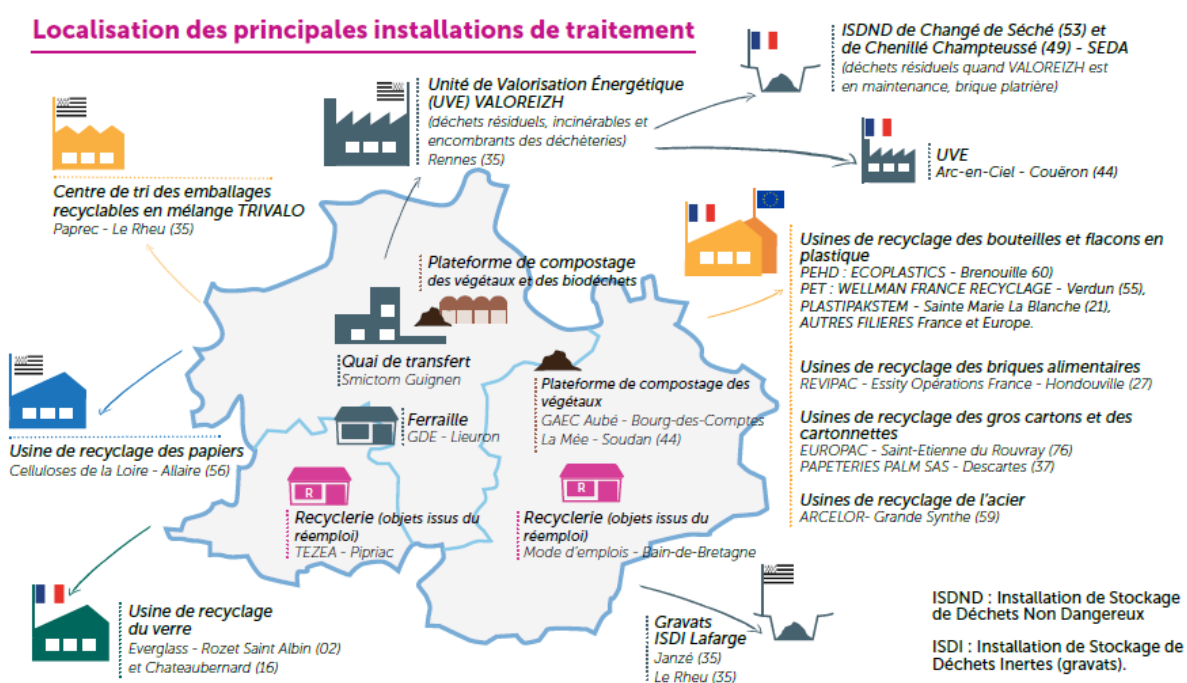 Localisation des principales installations de traitement
ISDND de Changé de Séché (53) et
de Chenillé Champteussé (49) - SEDA
(déchets résiduels quand VALOREIZH est
en maintenance, brique platrière)
Unité de Valorisation Énergétique
(UVE) VALOREIZH
(déchets résiduels, incinérables et
encombrants des déchèteries)
Rennes (35)
UVE
Arc-en-Ciel - Couëron (44)
Centre de tri des emballages
recyclables en mélange TRIVALO
Paprec - Le Rheu (35)
Plateforme de compostage
des végétaux et des biodéchets
Usines de recyclage des bouteilles et flacons en
plastique
PEHD : ECOPLASTICS - Brenouille 60)
PET : WELLMAN FRANCE RECYCLAGE - Verdun (55),
PLASTIPAKSTEM - Sainte Marie La Blanche (21),
AUTRES FILIERES France et Europe.
Quai de transfert
Smictom Guignen
Plateforme de compostage des
végétaux
GAEC Aubé - Bourg-des-Comptes
La Mée - Soudan (44)
Usines de recyclage des briques alimentaires
REVIPAC - Essity Opérations France - Hondouville (27)
Ferraille
GDE - Lieuron
Usines de recyclage des gros cartons et des
cartonnettes
EUROPAC - Saint-Etienne du Rouvray (76)
PAPETERIES PALM SAS - Descartes (37)
Usine de recyclage des papiers
Celluloses de la Loire - Allaire (56)
Usines de recyclage de l'acier
ARCELOR- Grande Synthe (59)
R
Recyclerie (objets issus du
réemploi)
TEZEA - Pipriac
R
Recyclerie (objets issus du
réemploi)
Mode d'emplois - Bain-de-Bretagne
Usine de recyclage
du verre
Everglass - Rozet Saint Albin (02)
et Chateaubernard (16)
Gravats
ISDI Lafarge
Janzé (35)
Le Rheu (35)
ISDND : Installation de Stockage
de Déchets Non Dangereux
ISDI : Installation de Stockage de
Déchets Inertes (gravats).